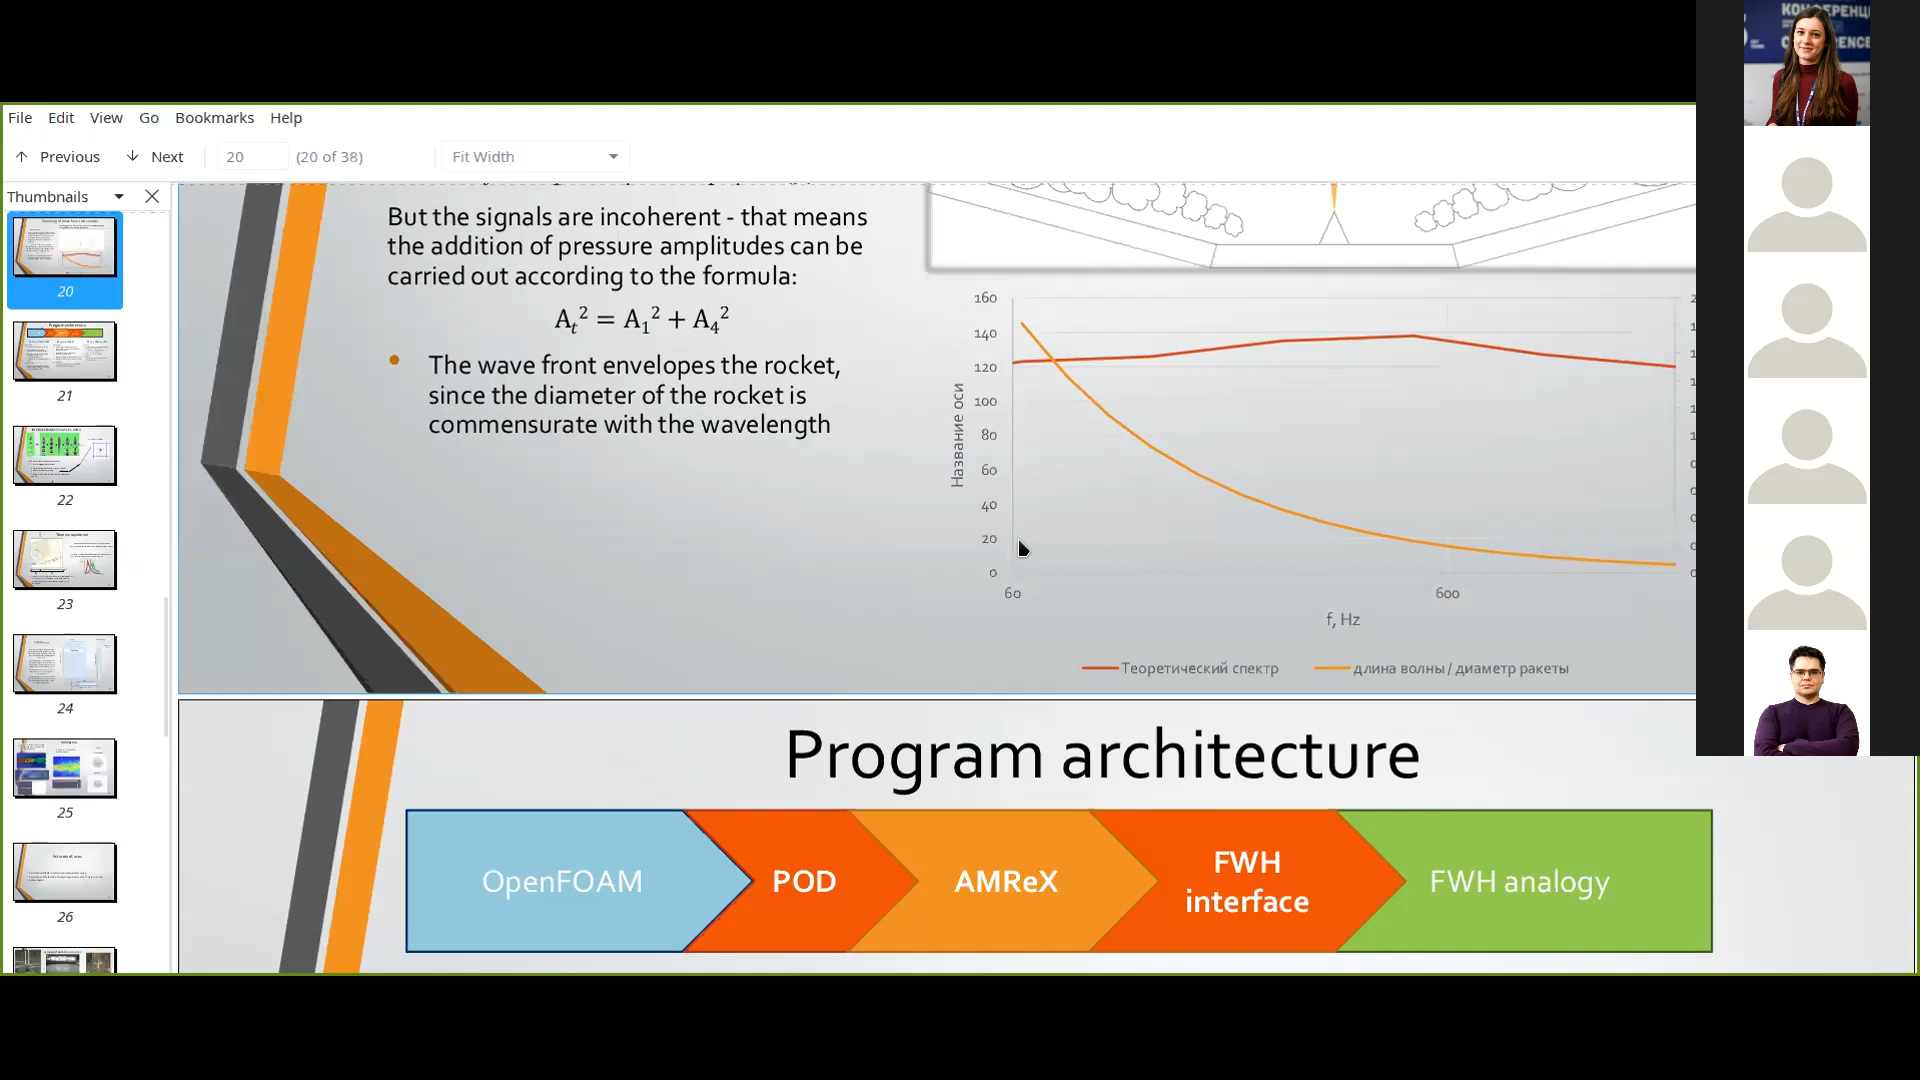 КОНФЕРЕНЦ
CONFERENCE
File Edit View Go Bookmarks Help
Previous Next 20 (20 of 38) Fit Width
Thumbnails
20
21
22
23
24
25
26
But the signals are incoherent - that means
the addition of pressure amplitudes can be
carried out according to the formula:
Aₜ² = A₁² + A₄²
• The wave front envelopes the rocket,
since the diameter of the rocket is
commensurate with the wavelength
160
140
120
100
80
60
40
20
0
Название оси
60 600
f, Hz
Теоретический спектр длина волны / диаметр ракеты
Program architecture
OpenFOAM POD AMReX FWH interface FWH analogy